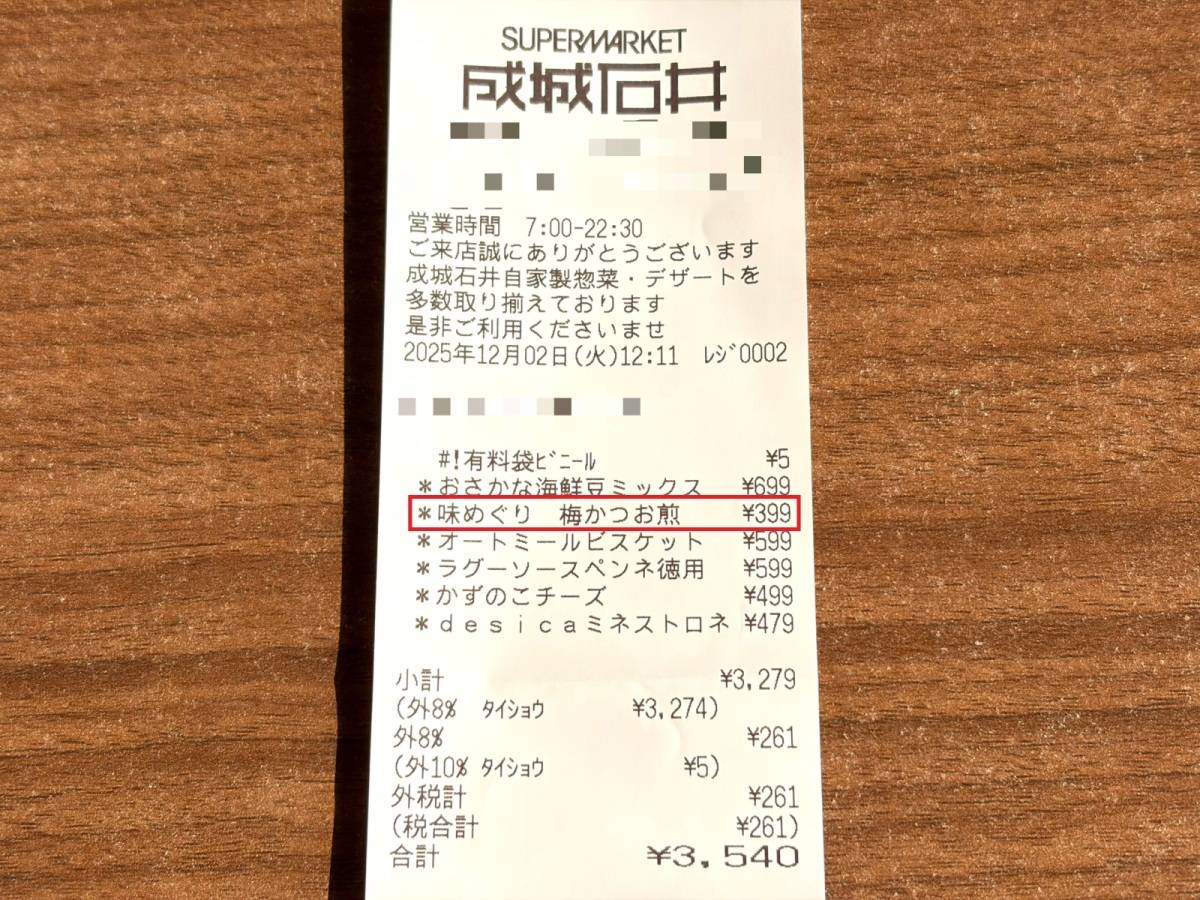 SUPERMARKET
成城石井
営業時間 7:00-22:30
ご来店誠にありがとうございます
成城石井自家製惣菜・デザートを
多数取り揃えております
是非ご利用くださいませ
2025年12月02日(火)12:11 ﾚｼﾞ0002
#!有料袋ﾋﾞﾆｰﾙ ¥5
*おさかな海鮮豆ミックス ¥699
*味めぐり 梅かつお煎 ¥399
*オートミールビスケット ¥599
*ラグーソースペンネ徳用 ¥599
*かずのこチーズ ¥499
*ｄｅｓｉｃａミネストロネ ¥479
小計 ¥3,279
(外8% ﾀｲｼｮｳ ¥3,274)
外8% ¥261
(外10% ﾀｲｼｮｳ ¥5)
外税計 ¥261
(税合計 ¥261)
合計 ¥3,540